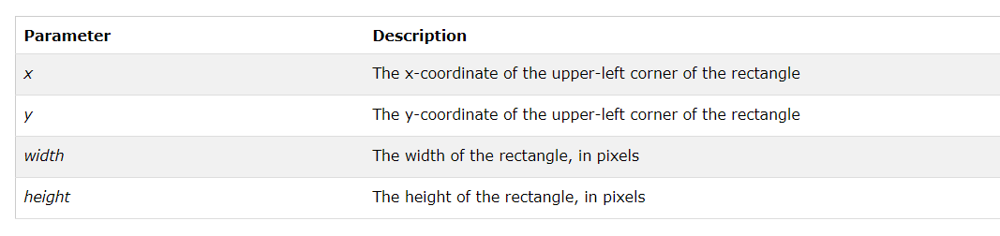 Parameter Description
x The x-coordinate of the upper-left corner of the rectangle
y The y-coordinate of the upper-left corner of the rectangle
width The width of the rectangle, in pixels
height The height of the rectangle, in pixels